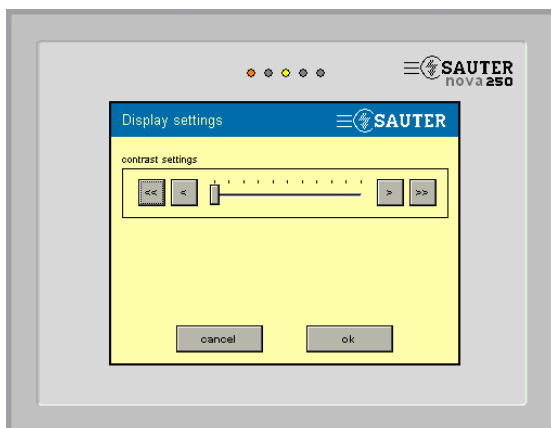 SAUTER
nova 250
Display settings
SAUTER
contrast settings
<< < > >>
cancel ok